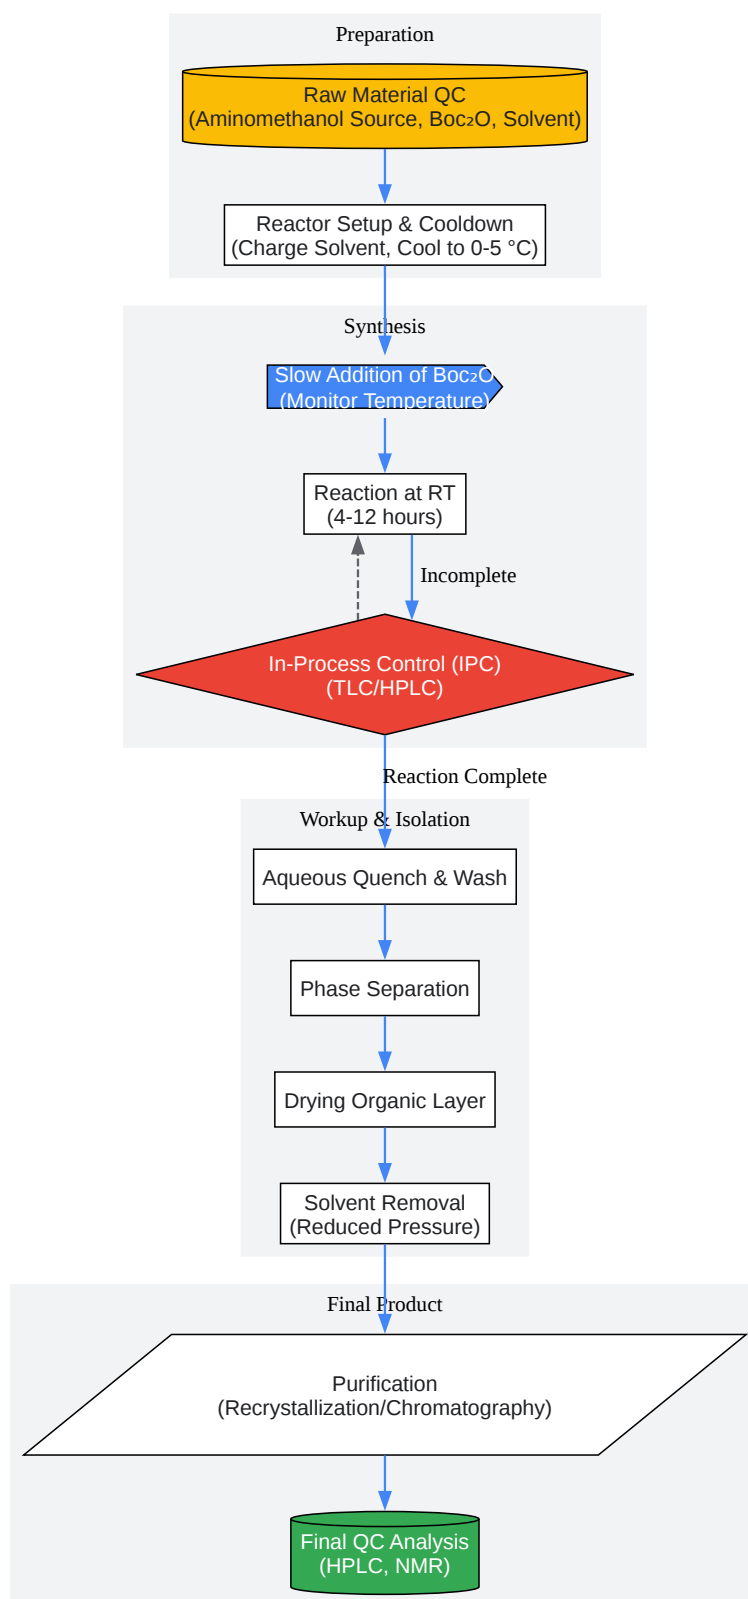 Preparation
Raw Material QC
(Aminomethanol Source, Boc₂O, Solvent)
Reactor Setup & Cooldown
(Charge Solvent, Cool to 0-5 °C)
Synthesis
Slow Addition of Boc₂O
(Monitor Temperature)
Reaction at RT
(4-12 hours)
Incomplete
In-Process Control (IPC)
(TLC/HPLC)
Reaction Complete
Workup & Isolation
Aqueous Quench & Wash
Phase Separation
Drying Organic Layer
Solvent Removal
(Reduced Pressure)
Final Product
Purification
(Recrystallization/Chromatography)
Final QC Analysis
(HPLC, NMR)